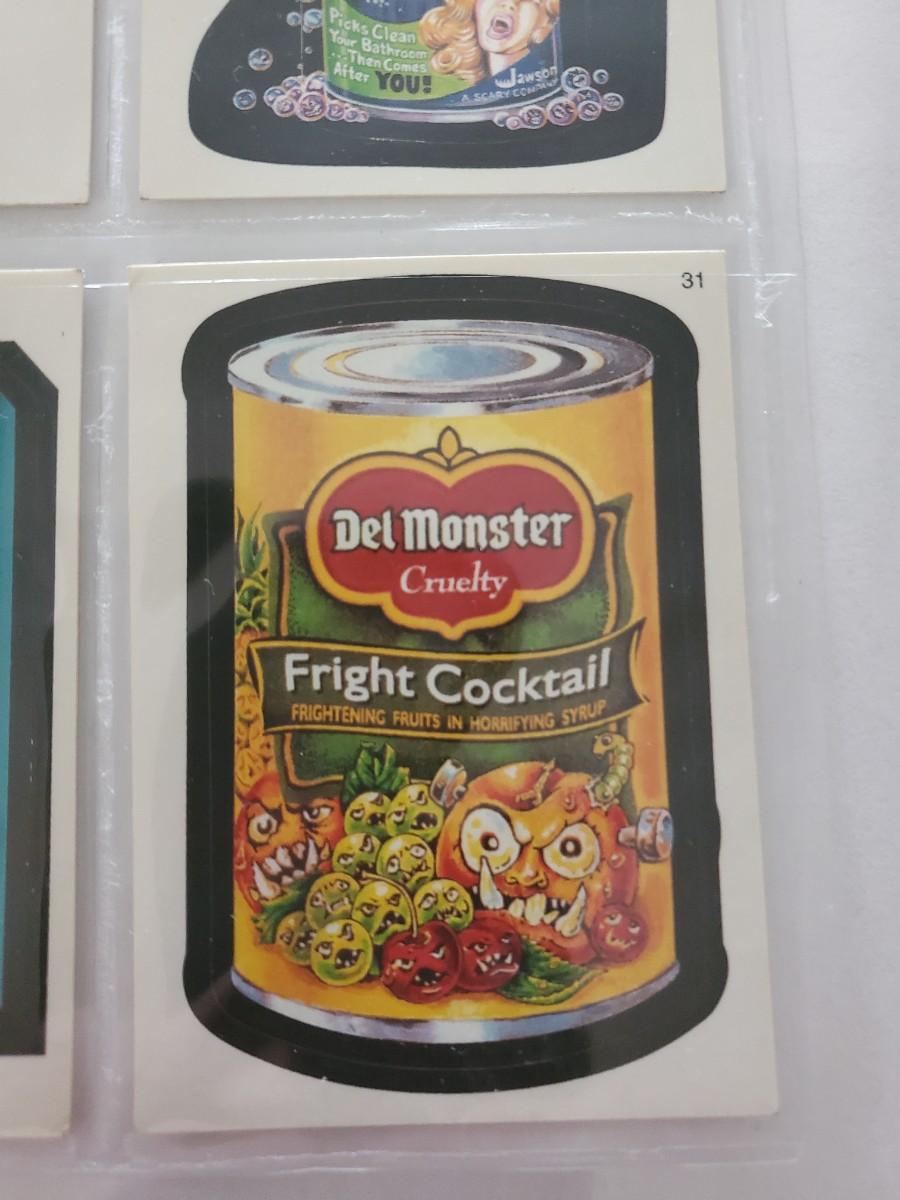 Picks Clean
Your Bathroom
...Then Comes
After YOU!
Jawson
A SCARY COMPANY
31
Del Monster
Cruelty
Fright Cocktail
FRIGHTENING FRUITS IN HORRIFYING SYRUP